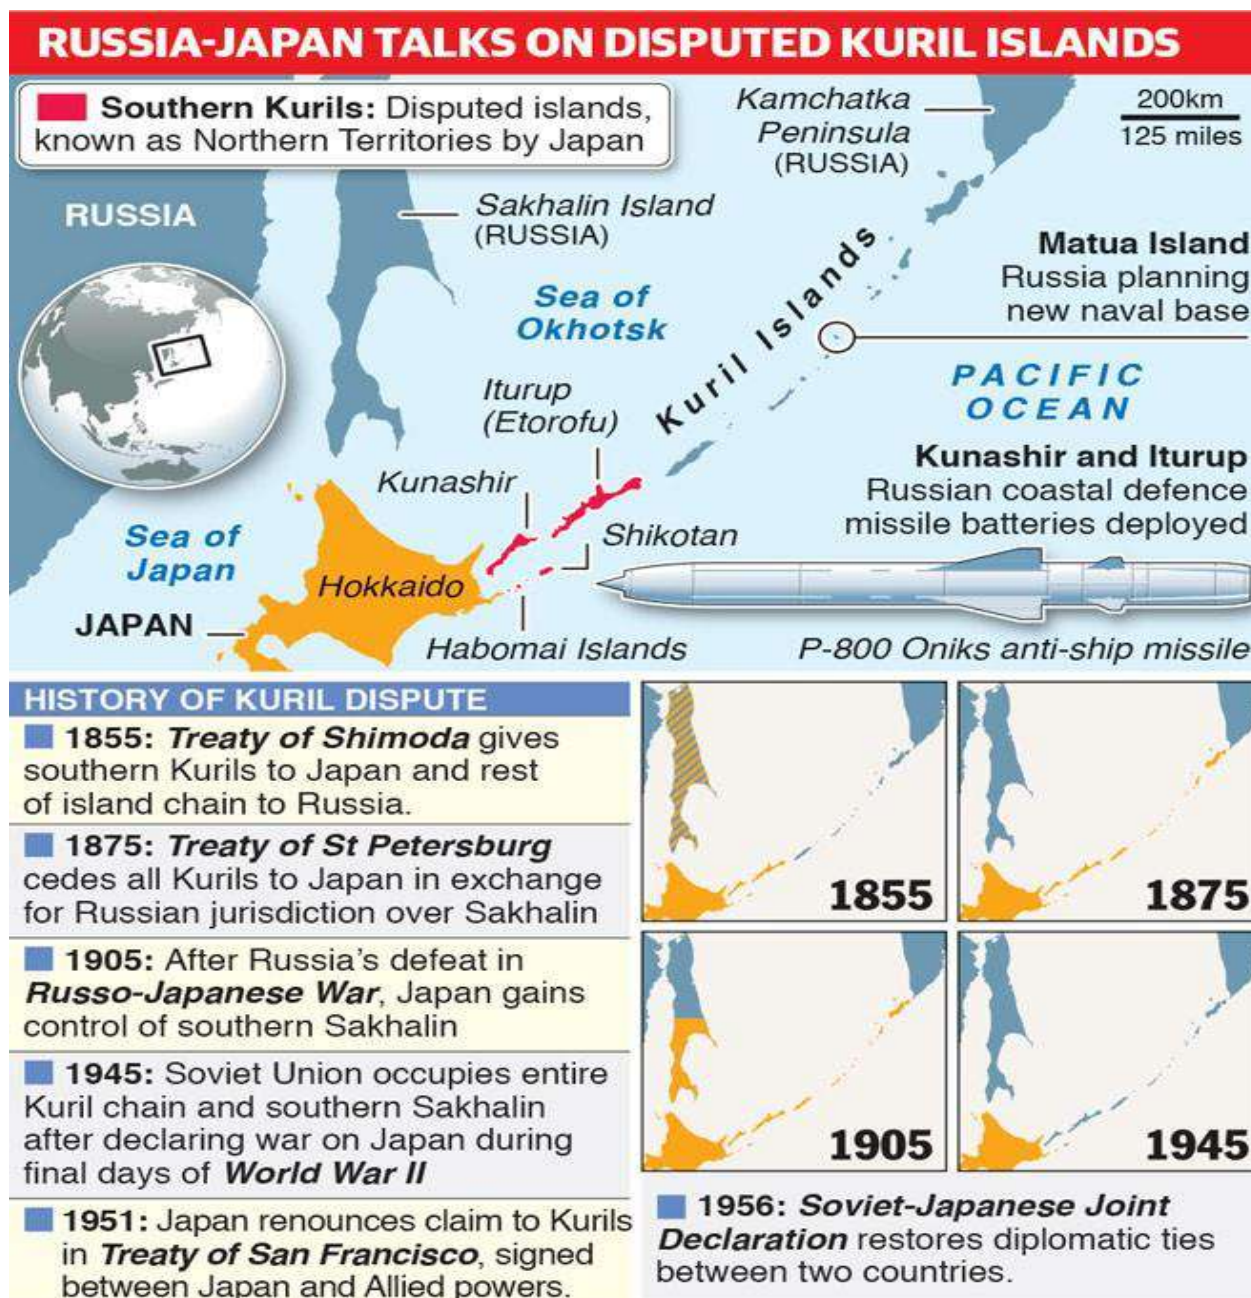 RUSSIA-JAPAN TALKS ON DISPUTED KURIL ISLANDS
Southern Kurils: Disputed islands,
known as Northern Territories by Japan
Kamchatka
Peninsula
(RUSSIA)
200km
125 miles
RUSSIA
Sakhalin Island
(RUSSIA)
Sea of
Okhotsk
Kuril Islands
Matua Island
Russia planning
new naval base
PACIFIC
OCEAN
Iturup
(Etorofu)
Kunashir
Shikotan
Kunashir and Iturup
Russian coastal defence
missile batteries deployed
Sea of
Japan
Hokkaido
JAPAN
Habomai Islands
P-800 Oniks anti-ship missile
HISTORY OF KURIL DISPUTE
1855: Treaty of Shimoda gives
southern Kurils to Japan and rest
of island chain to Russia.
1875: Treaty of St Petersburg
cedes all Kurils to Japan in exchange
for Russian jurisdiction over Sakhalin
1905: After Russia's defeat in
Russo-Japanese War, Japan gains
control of southern Sakhalin
1945: Soviet Union occupies entire
Kuril chain and southern Sakhalin
after declaring war on Japan during
final days of World War II
1951: Japan renounces claim to Kurils
in Treaty of San Francisco, signed
between Japan and Allied powers.
1855
1875
1905
1945
1956: Soviet-Japanese Joint
Declaration restores diplomatic ties
between two countries.